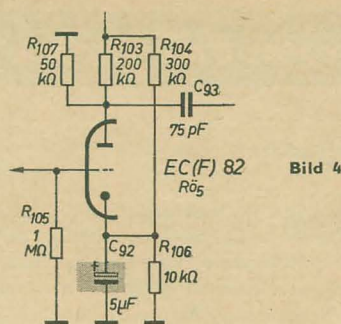 R107
50
kΩ
R103
200
kΩ
R104
300
kΩ
C93
75 pF
EC(F) 82
Rö5
Bild 4
R105
1
MΩ
C92
+
5µF
R106
10 kΩ